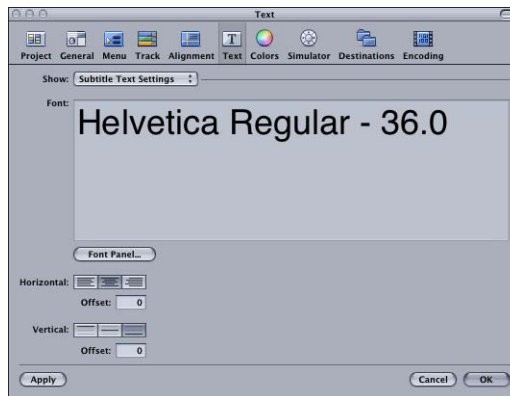 Text
Project General Menu Track Alignment Text Colors Simulator Destinations Encoding
Show: Subtitle Text Settings
Font:
Helvetica Regular - 36.0
Font Panel...
Horizontal:
Offset: 0
Vertical:
Offset: 0
Apply Cancel OK